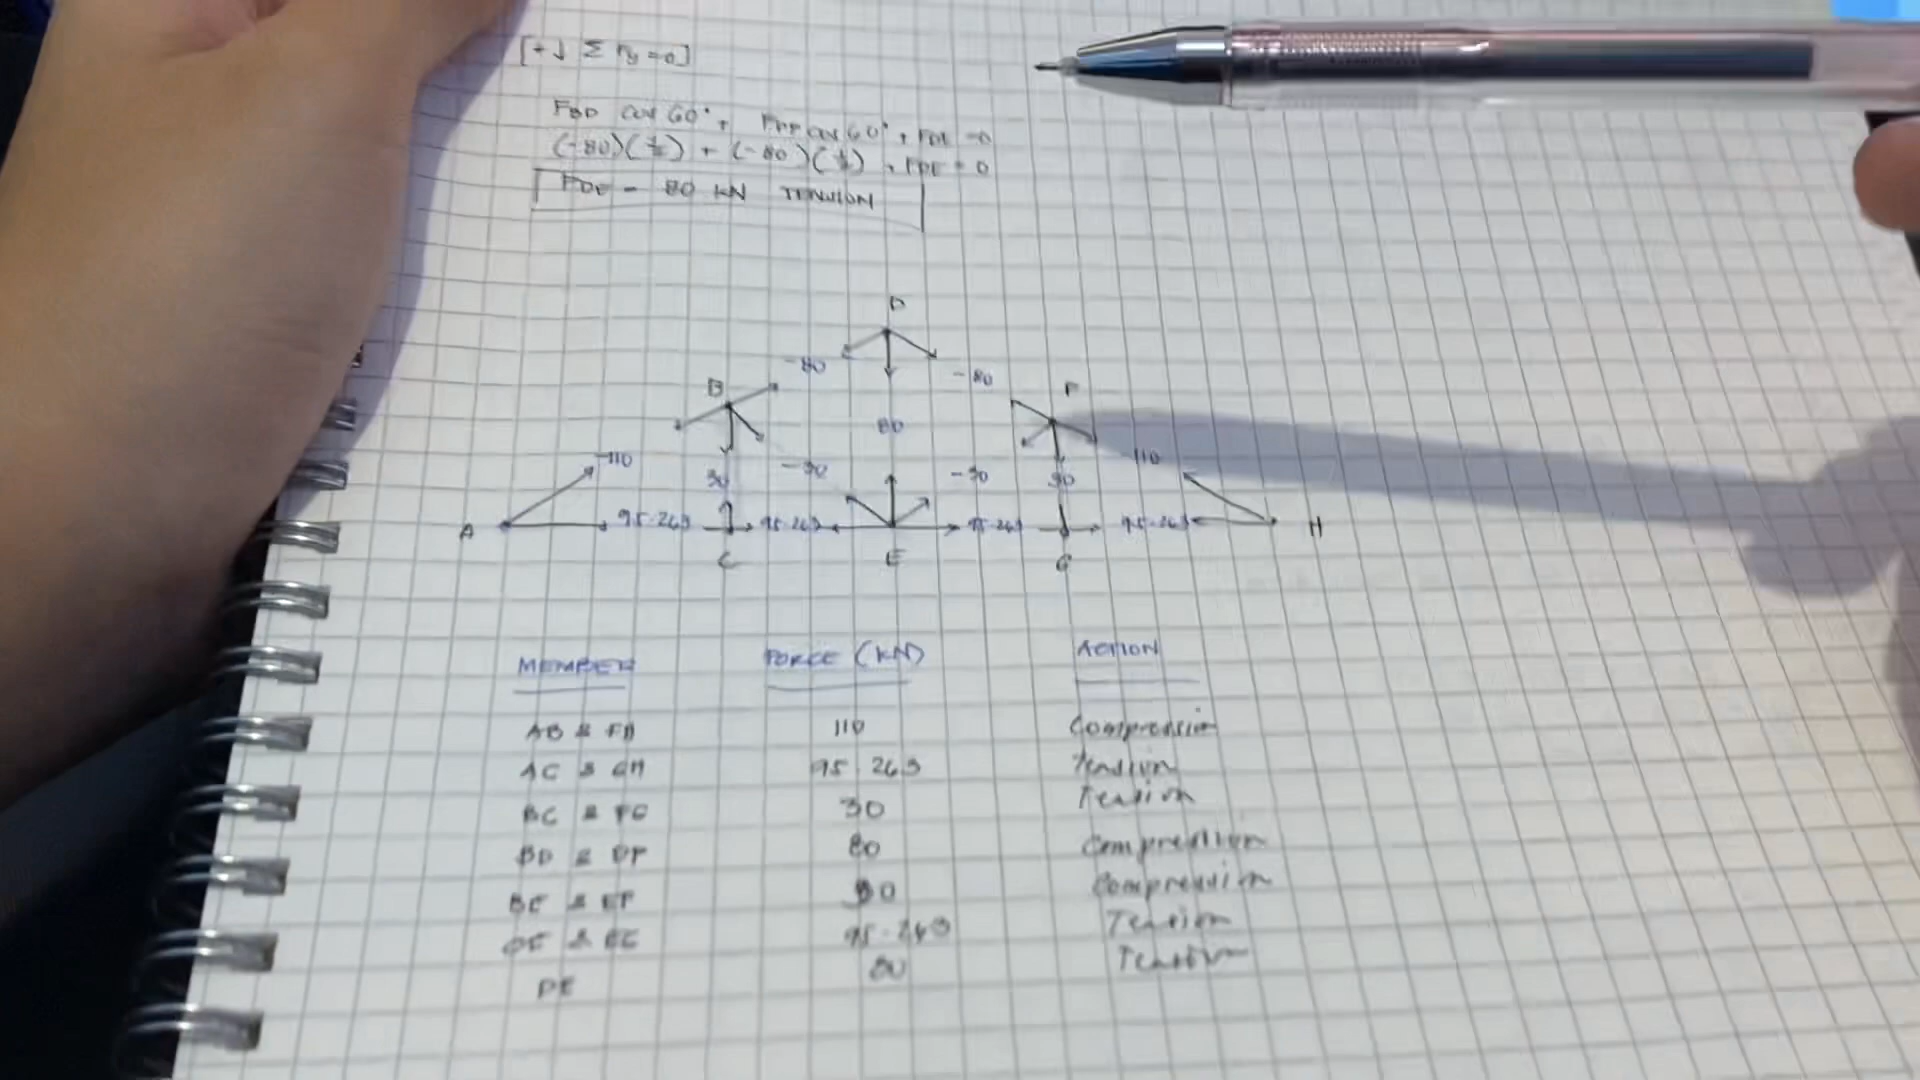 [+↓ Σ Fy = 0]
FBD cos 60° + FDF cos 60° + FDE = 0
(-80)(½) + (-80)(½) + FDE = 0
FDE = 80 KN TENSION
D
-80
-80
B
F
80
-110
30
-30
-30
30
110
A
95.263
95.263
95.263
95.263
H
C
E
G
MEMBER FORCE (KN) ACTION
AB & FH 110 Compression
AC & GH 95.263 Tension
BC & FG 30 Tension
BD & DF 80 Compression
BE & EF 30 Compression
95.263 Tension
DE 80 Tension